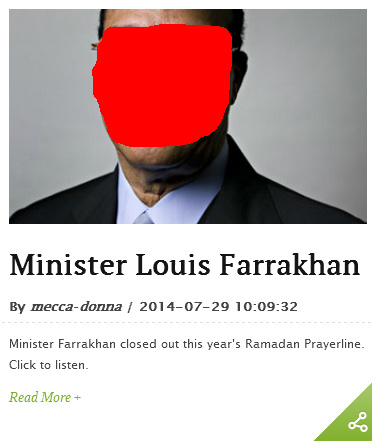 Minister Louis Farrakhan
By mecca-donna / 2014-07-29 10:09:32
Minister Farrakhan closed out this year's Ramadan Prayerline.
Click to listen.
Read More +